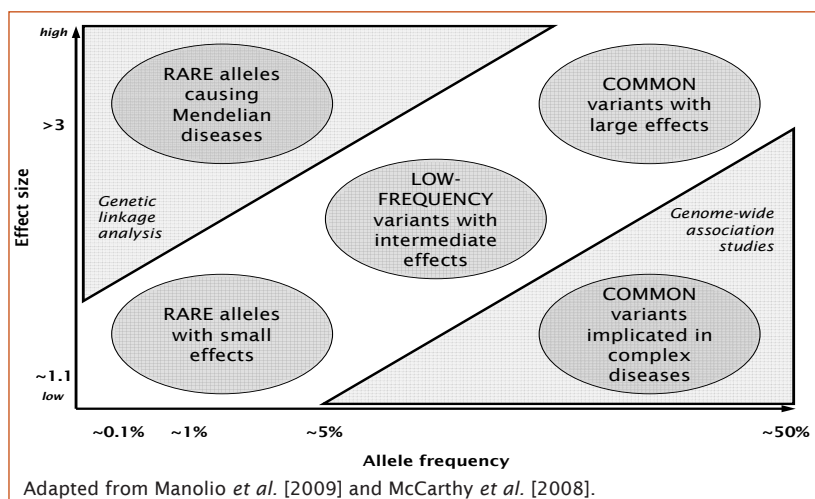 high
>3
Effect size
~1.1
low
RARE alleles
causing
Mendelian
diseases
Genetic
linkage
analysis
COMMON
variants with
large effects
LOW-
FREQUENCY
variants with
intermediate
effects
Genome-wide
association
studies
RARE alleles
with small
effects
COMMON
variants
implicated in
complex
diseases
~0.1%
~1%
~5%
~50%
Allele frequency
Adapted from Manolio et al. [2009] and McCarthy et al. [2008].